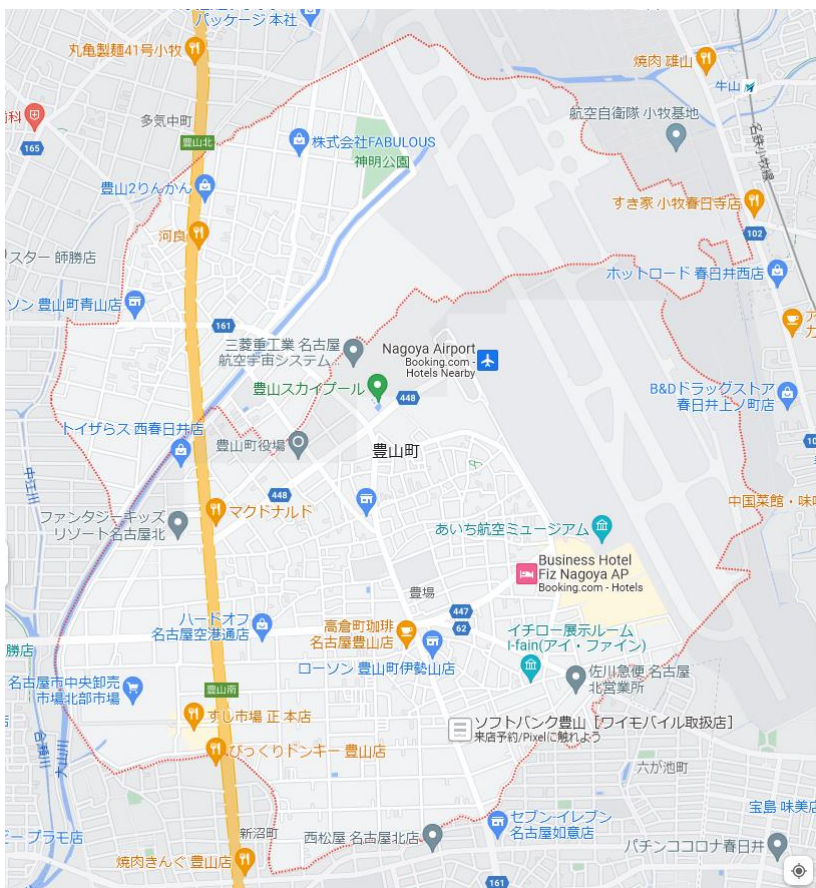 パッケージ 本社
丸亀製麺41号小牧
焼肉 雄山
牛山
歯科
165
多気中町
豊山北
株式会社FABULOUS
神明公園
航空自衛隊 小牧基地
名鉄小牧線
豊山2りんかん
すき家 小牧春日寺店
河良
102
スター 師勝店
ホットロード 春日井西店
ソン 豊山町青山店
161
三菱重工業 名古屋
航空宇宙システム...
Nagoya Airport
Booking.com -
Hotels Nearby
豊山スカイプール
448
B&Dドラッグストア
春日井上ノ町店
トイザらス 西春日井店
豊山町役場
豊山町
10
中江川
448
マクドナルド
ファンタジーキッズ
リゾート名古屋北
中国菜館・味
あいち航空ミュージアム
Business Hotel
Fiz Nagoya AP
Booking.com - Hotels
豊場
447
62
ハードオフ
名古屋空港通店
高倉町珈琲
名古屋豊山店
イチロー展示ルーム
I-fain(アイ・ファイン)
勝店
ローソン 豊山町伊勢山店
佐川急便 名古屋
北営業所
名古屋市中央卸売
市場北部市場
豊山南
すし市場 正 本店
ソフトバンク豊山［ワイモバイル取扱店］
来店予約/Pixelに触れよう
合瀬川
大山川
びっくりドンキー 豊山店
六が池町
宝島 味美店
ビー プラモ店
新沼町
西松屋 名古屋北店
セブン-イレブン
名古屋如意店
パチンココロナ春日井
焼肉きんぐ 豊山店
161